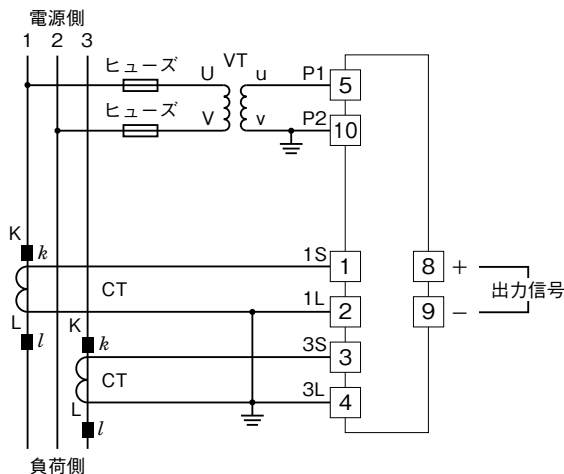 電源側
1 2 3
ヒューズ U VT u P1 5
ヒューズ V v P2 10
K k 1S 1 8 +
CT 出力信号
L l 1L 2 9 −
K k 3S 3
CT
L l 3L 4
負荷側